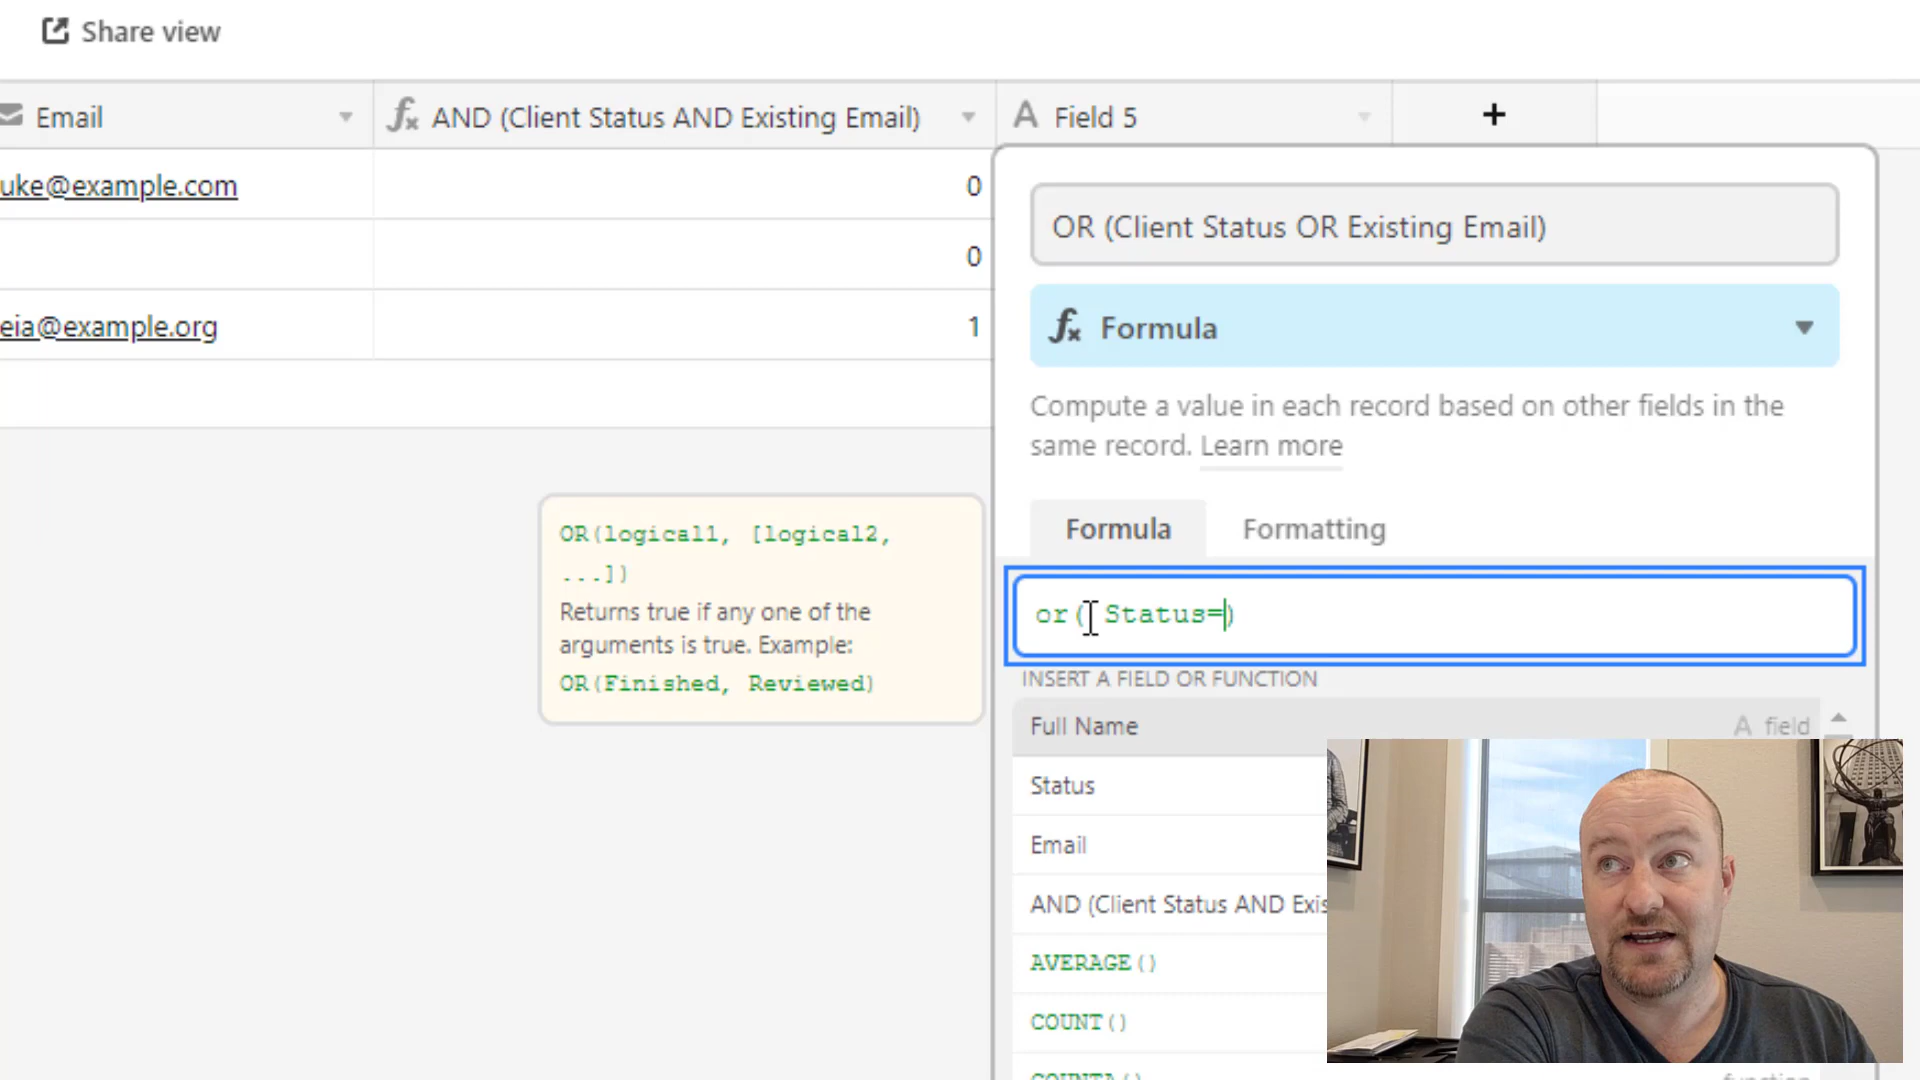 Share view
Email
AND (Client Status AND Existing Email)
Field 5
+
uke@example.com
0
0
eia@example.org
1
OR (Client Status OR Existing Email)
Formula
Compute a value in each record based on other fields in the
same record. Learn more
Formula
Formatting
OR(logical1, [logical2,
...])
Returns true if any one of the
arguments is true. Example:
OR(Finished, Reviewed)
or( Status=)
INSERT A FIELD OR FUNCTION
Full Name
A field
Status
Email
AND (Client Status AND Exis
AVERAGE()
COUNT()
COUNTA()
function